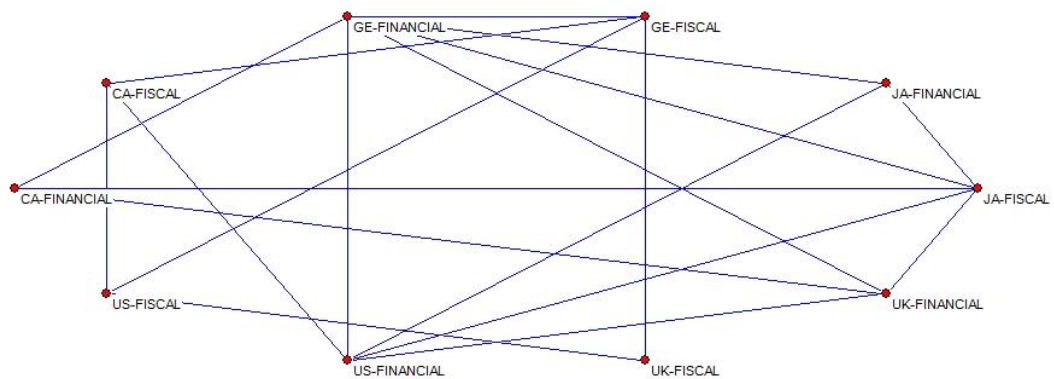 GE-FINANCIAL
GE-FISCAL
CA-FISCAL
JA-FINANCIAL
CA-FINANCIAL
JA-FISCAL
US-FISCAL
UK-FINANCIAL
US-FINANCIAL
UK-FISCAL